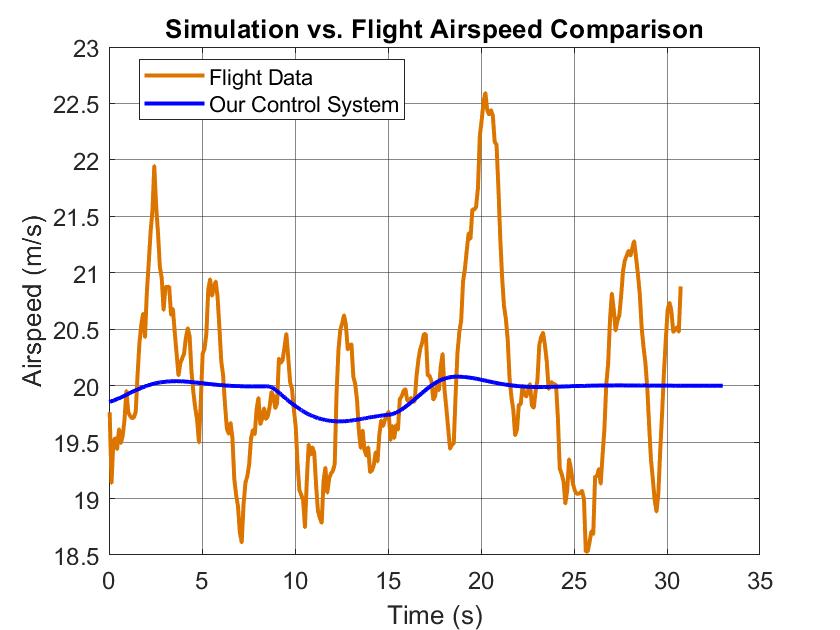 Simulation vs. Flight Airspeed Comparison
Flight Data
Our Control System
Airspeed (m/s)
23
22.5
22
21.5
21
20.5
20
19.5
19
18.5
0 5 10 15 20 25 30 35
Time (s)